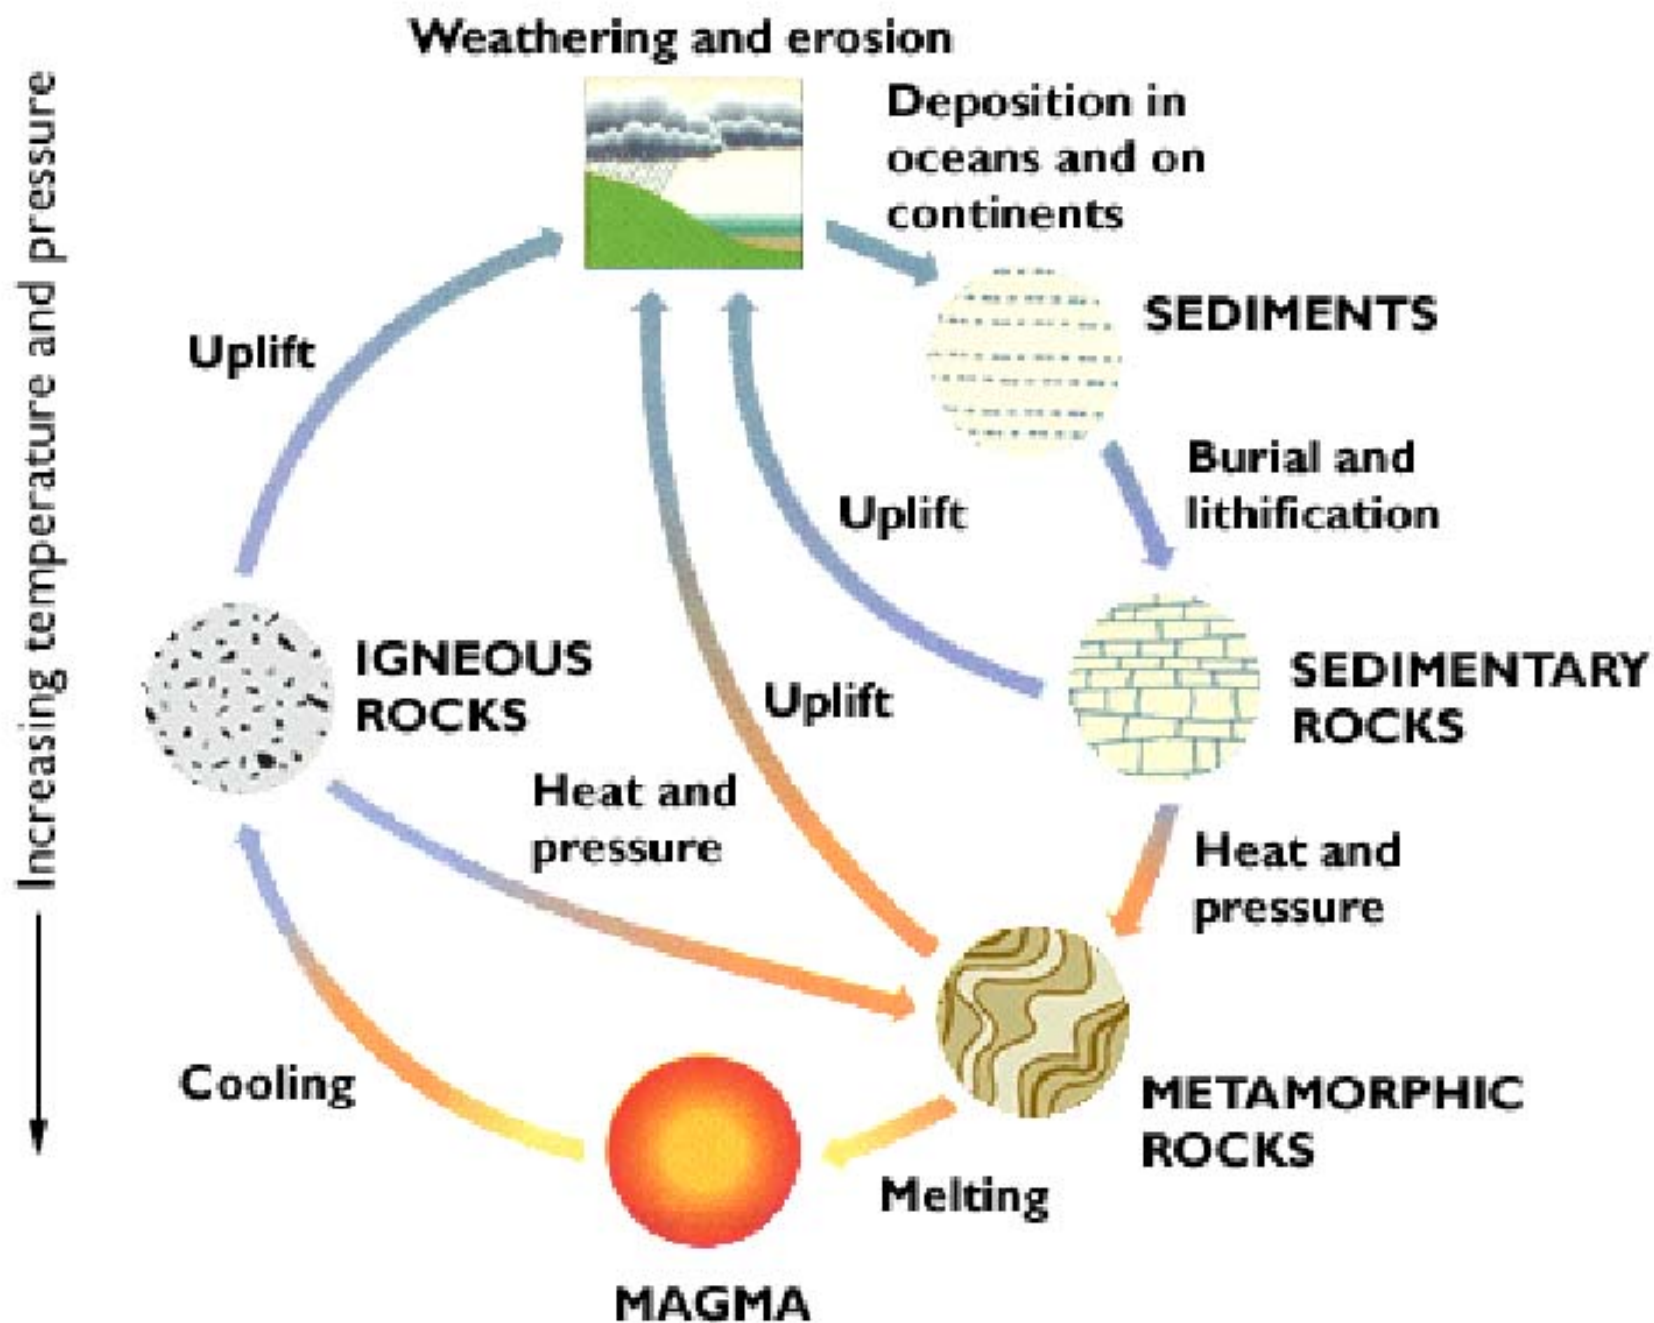 Weathering and erosion
Deposition in
oceans and on
continents
SEDIMENTS
Uplift
Burial and
lithification
Uplift
IGNEOUS
ROCKS
Uplift
SEDIMENTARY
ROCKS
Heat and
pressure
Heat and
pressure
Cooling
METAMORPHIC
ROCKS
Melting
MAGMA
Increasing temperature and pressure